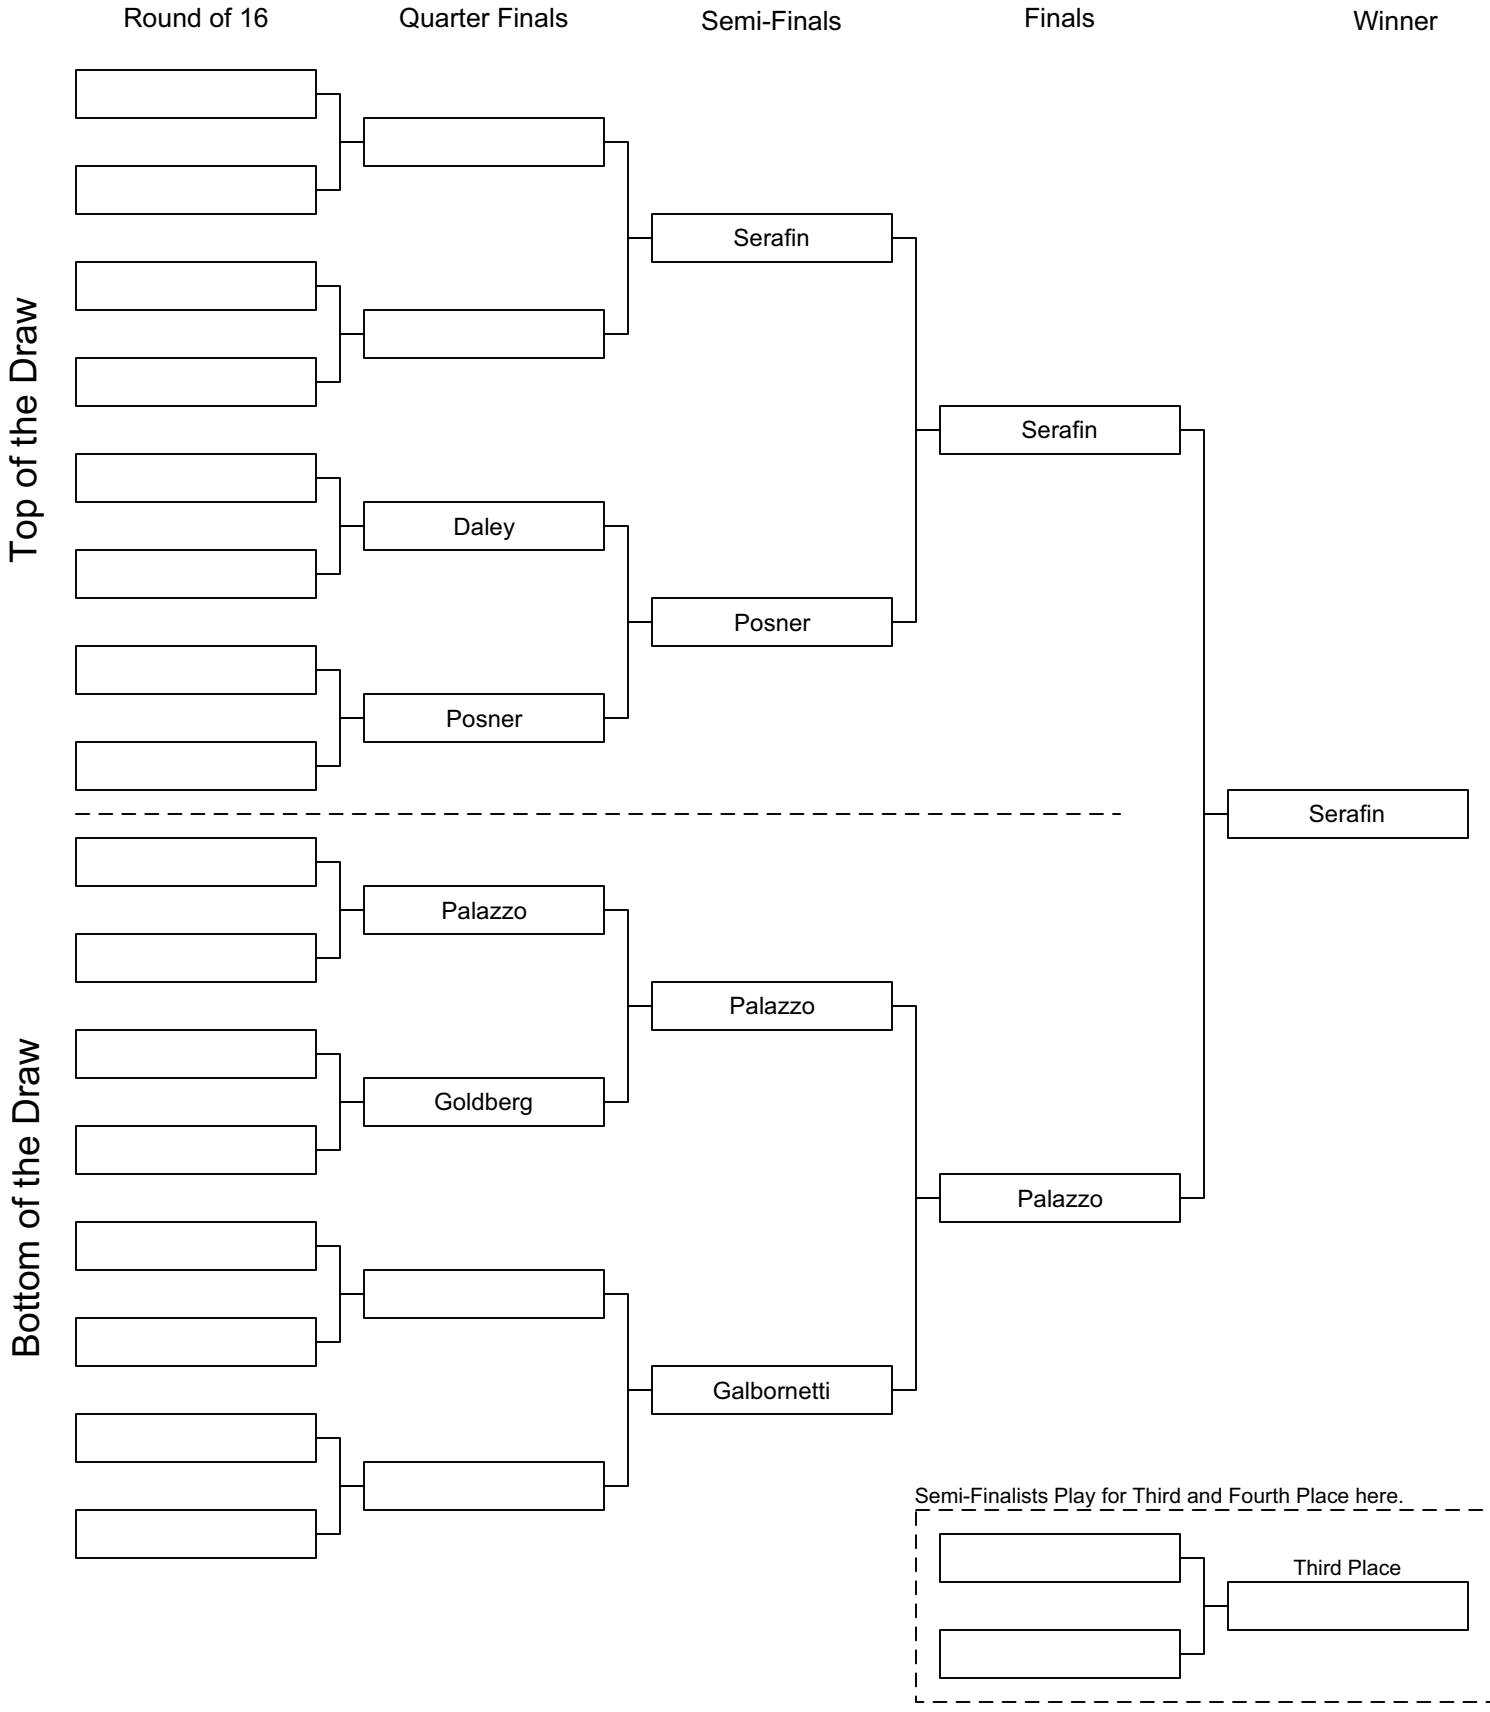 Round of 16
Quarter Finals
Semi-Finals
Finals
Winner
Top of the Draw
Serafin
Serafin
Daley
Posner
Posner
Serafin
Bottom of the Draw
Palazzo
Palazzo
Goldberg
Palazzo
Galbornetti
Semi-Finalists Play for Third and Fourth Place here.
Third Place